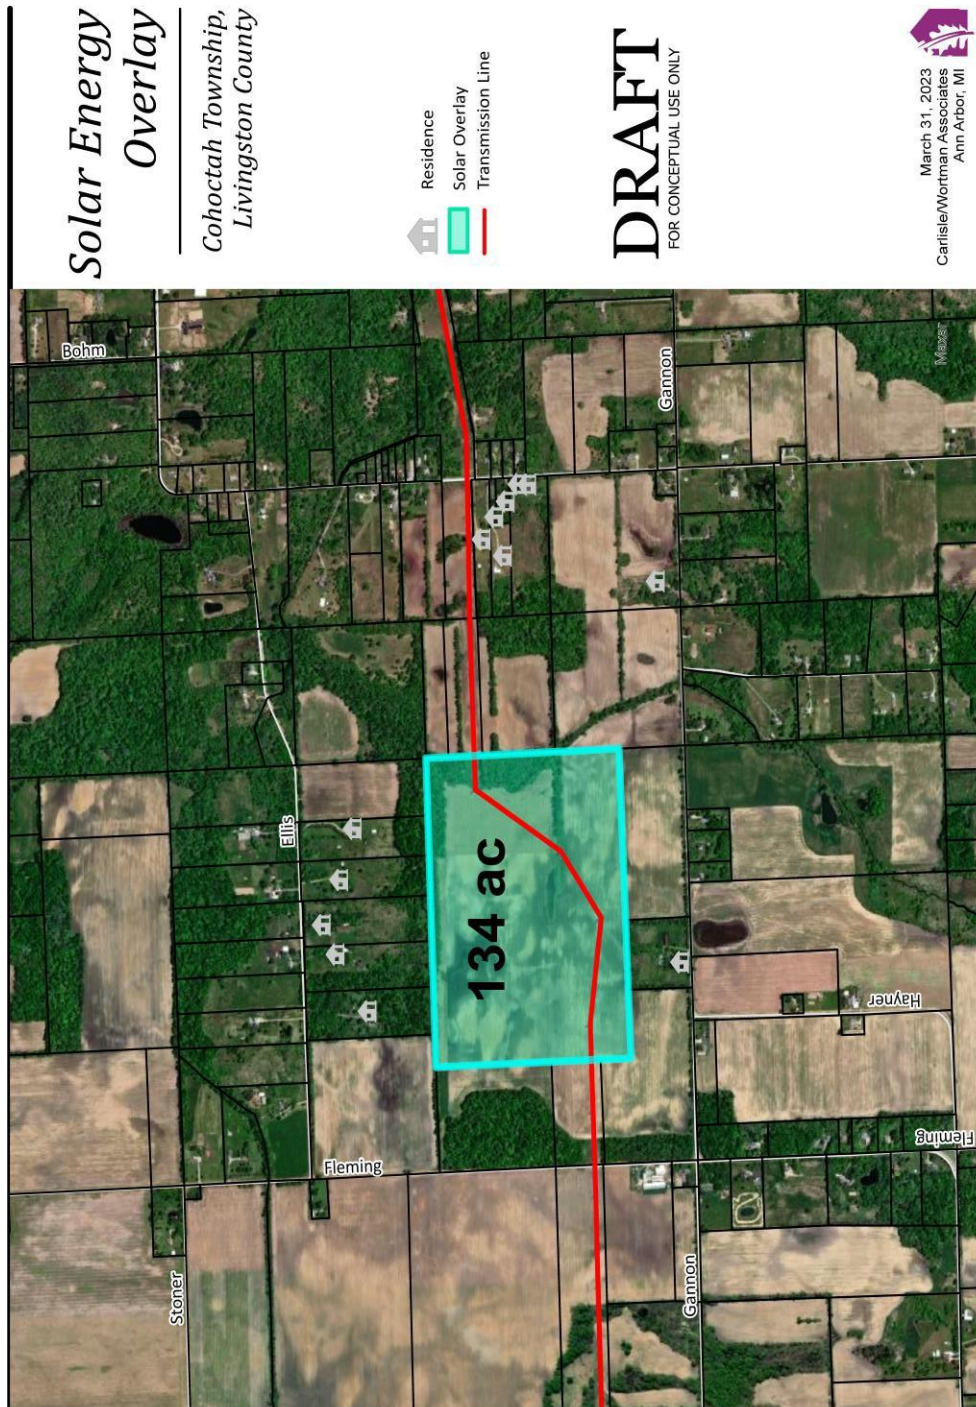 Solar Energy
Overlay
Cohoctah Township,
Livingston County
Residence
Solar Overlay
Transmission Line
DRAFT
FOR CONCEPTUAL USE ONLY
March 31, 2023
Carlisle/Wortman Associates
Ann Arbor, MI
Bohm
Gannon
Maxar
Ellis
134 ac
Hayner
Fleming
Fleming
Stoner
Gannon